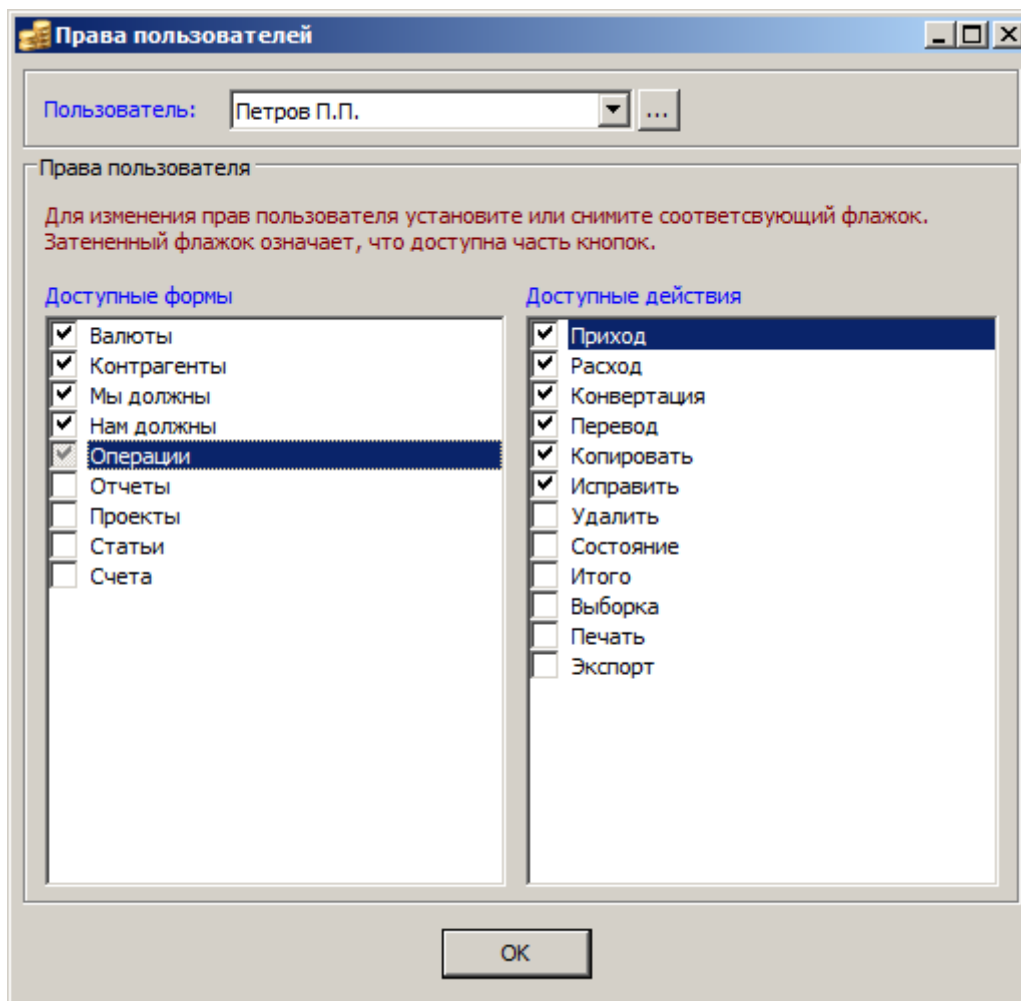 Права пользователей
Пользователь: Петров П.П. ...
Права пользователя
Для изменения прав пользователя установите или снимите соответсвующий флажок.
Затененный флажок означает, что доступна часть кнопок.
Доступные формы
Валюты
Контрагенты
Мы должны
Нам должны
Операции
Отчеты
Проекты
Статьи
Счета
Доступные действия
Приход
Расход
Конвертация
Перевод
Копировать
Исправить
Удалить
Состояние
Итого
Выборка
Печать
Экспорт
OK